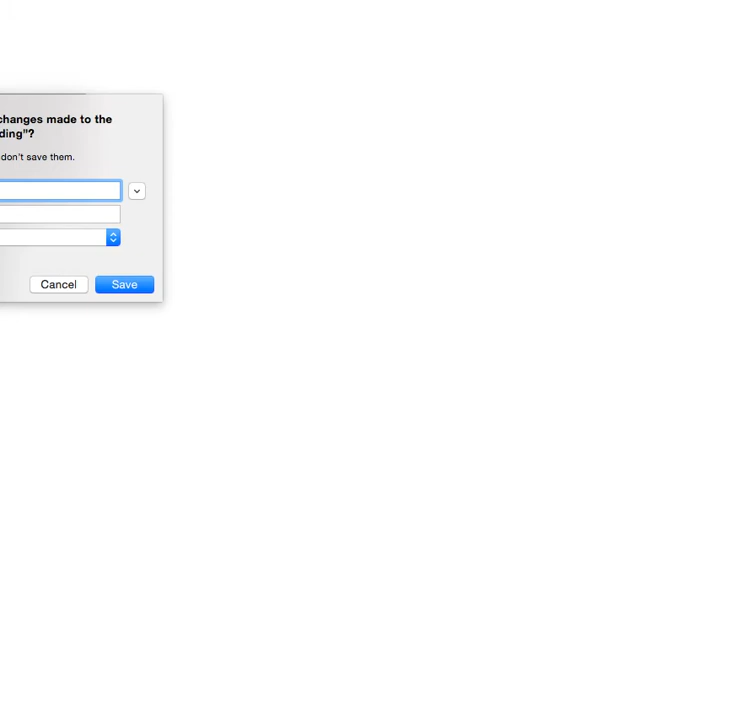 changes made to the
ding”?
don’t save them.
Cancel
Save